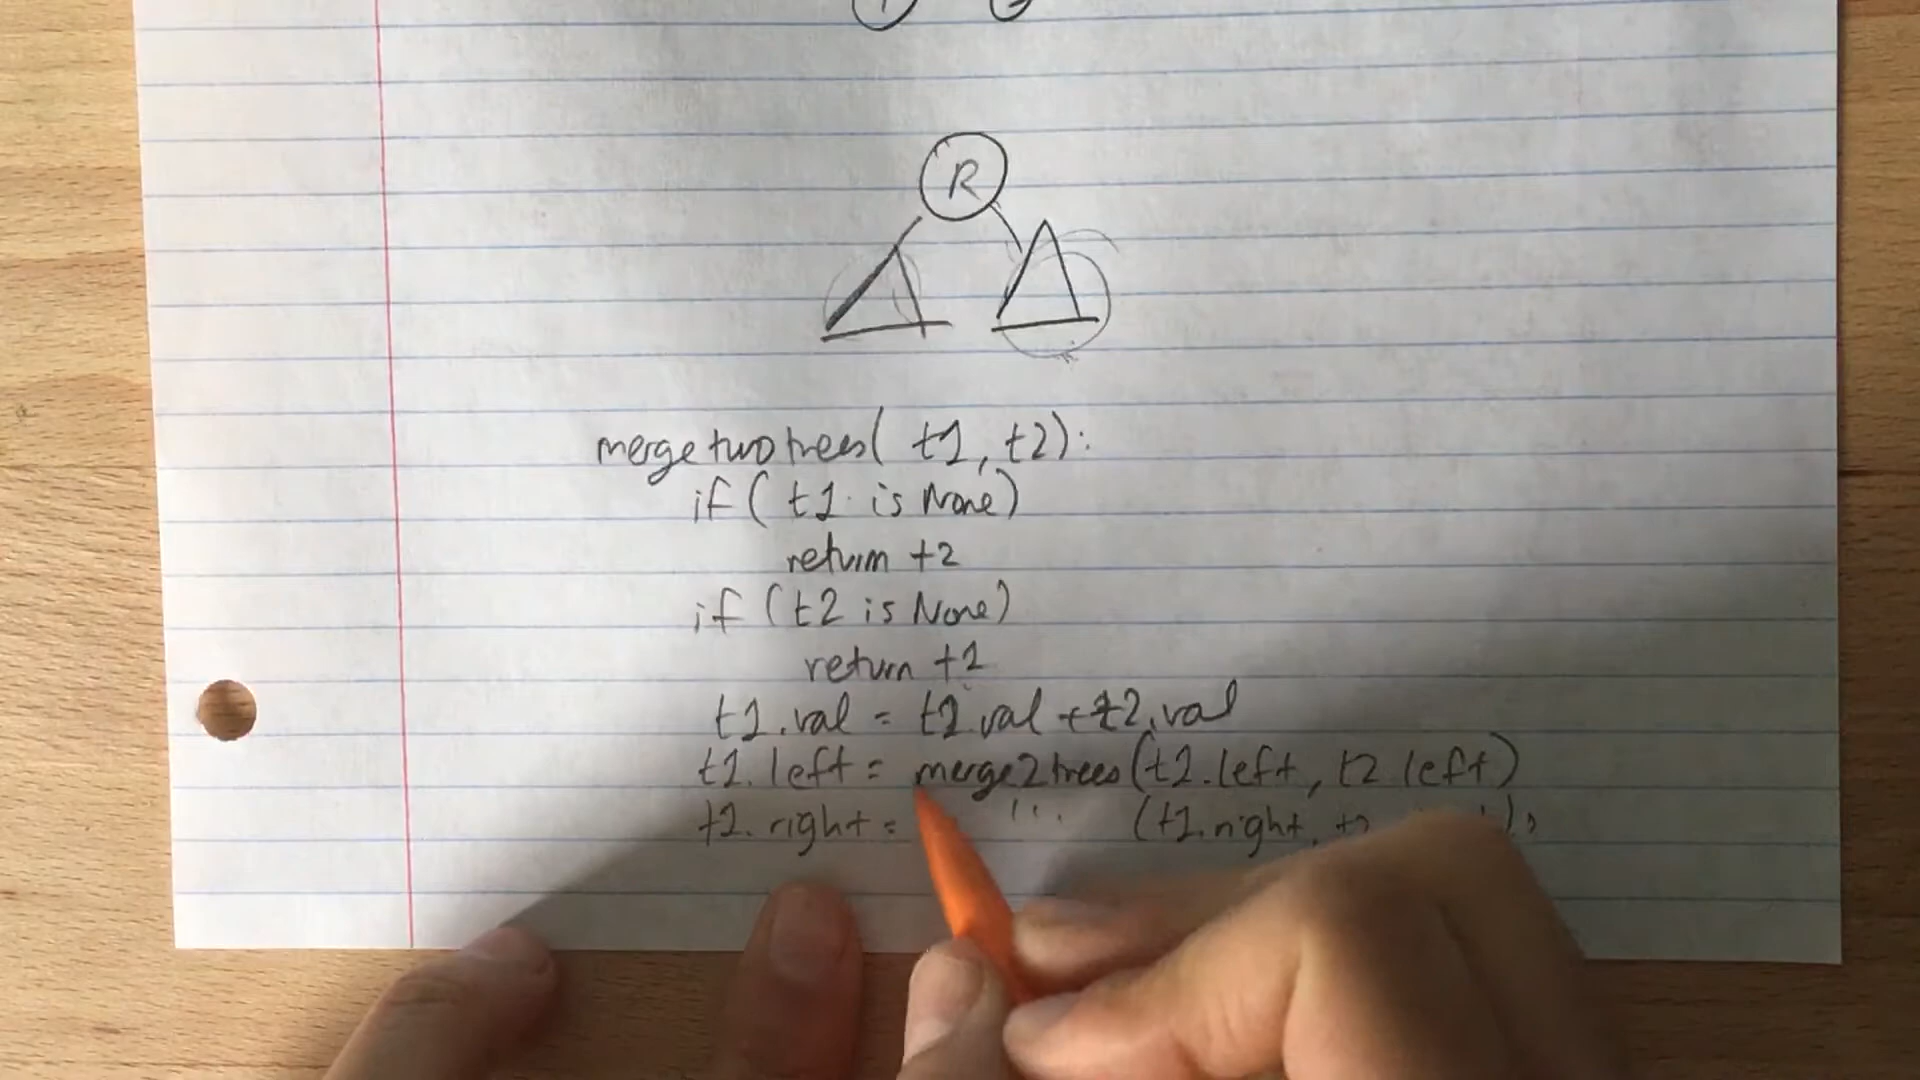 R
mergetwotrees( t1, t2):
if ( t1 is None)
return t2
if (t2 is None)
return t1
t1.val = t1.val + t2.val
t1.left = merge2trees(t1.left, t2 left)
t1.right = " (t1.right, t2